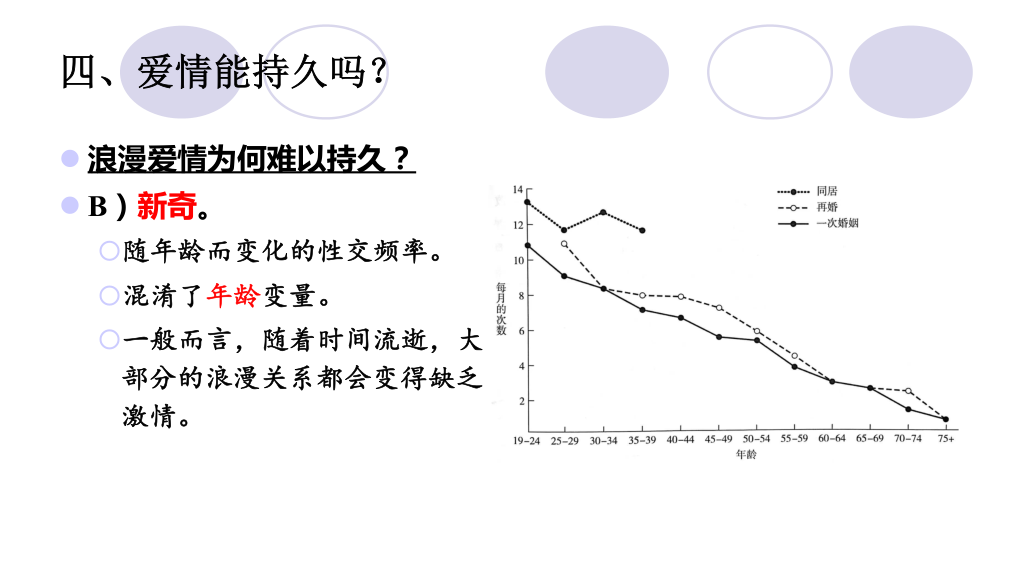 四、爱情能持久吗？
浪漫爱情为何难以持久？
B）新奇。
随年龄而变化的性交频率。
混淆了年龄变量。
一般而言，随着时间流逝，大
部分的浪漫关系都会变得缺乏
激情。
同居
再婚
一次婚姻
每月的次数
14
12
10
8
6
4
2
19–24 25–29 30–34 35–39 40–44 45–49 50–54 55–59 60–64 65–69 70–74 75+
年龄